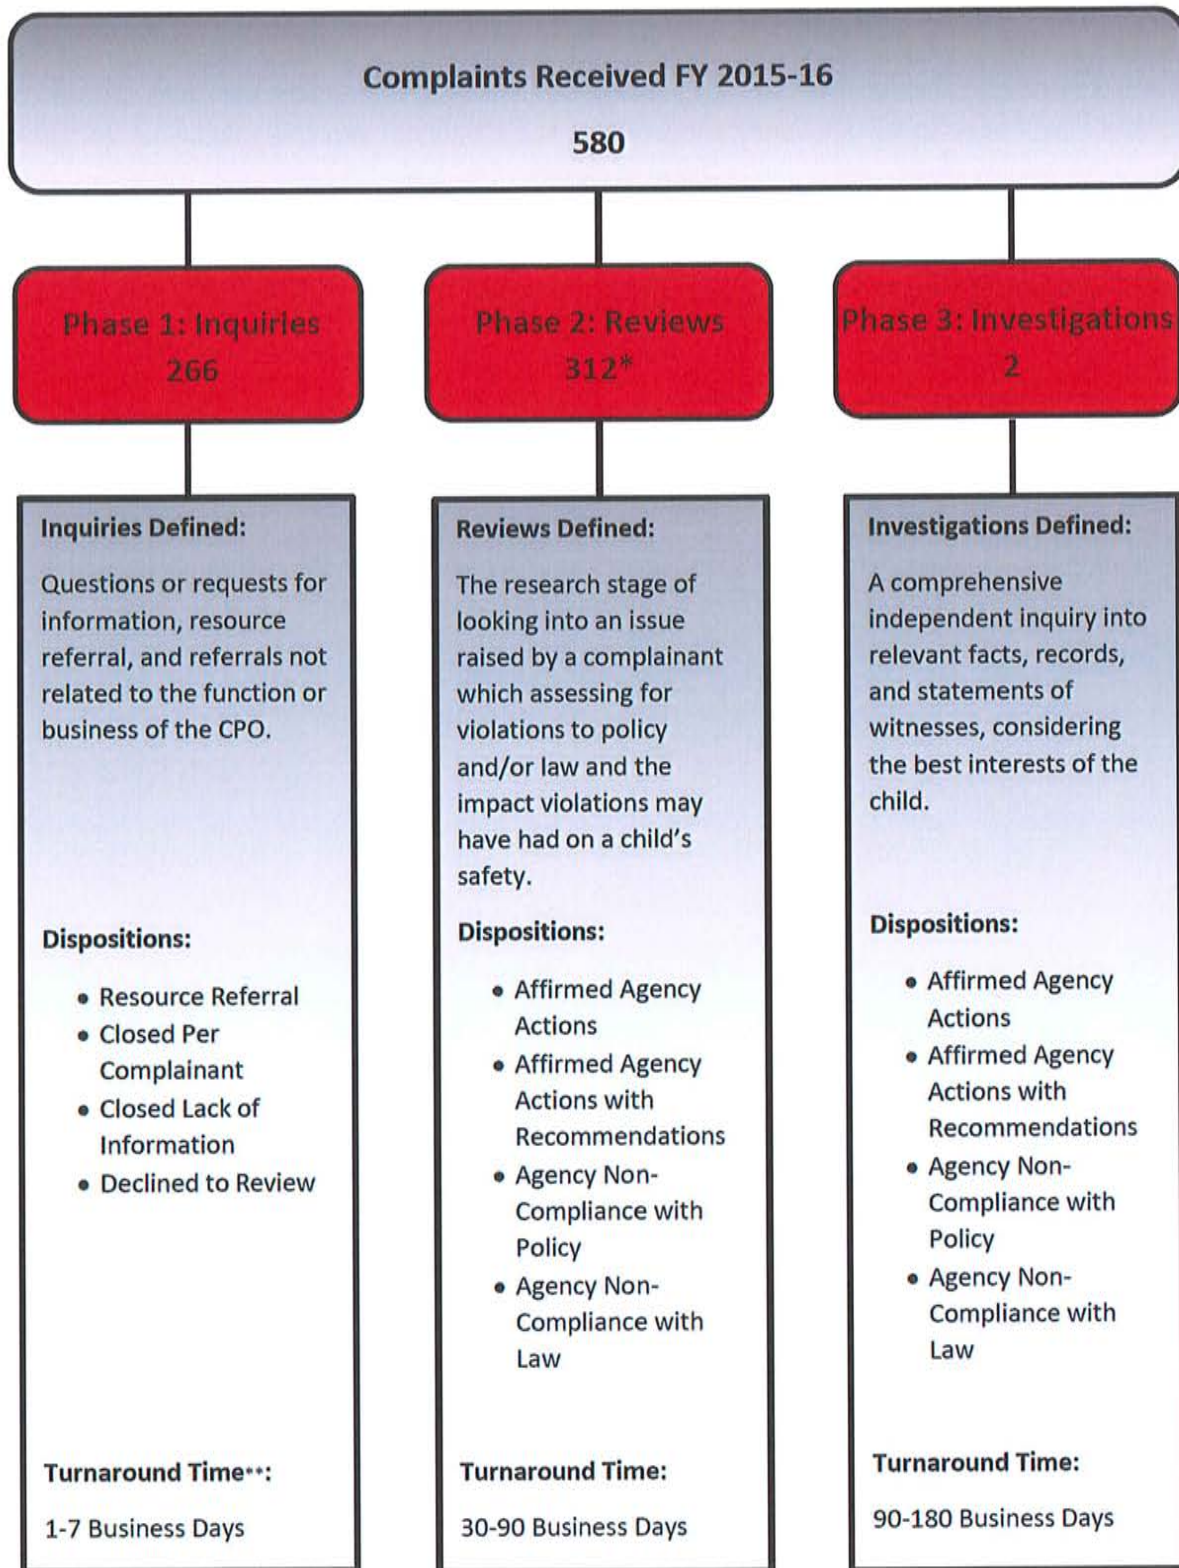 Complaints Received FY 2015-16
580
Phase 1: Inquiries
266
Phase 2: Reviews
312*
Phase 3: Investigations
2
Inquiries Defined:
Questions or requests for
information, resource
referral, and referrals not
related to the function or
business of the CPO.
Dispositions:
• Resource Referral
• Closed Per
Complainant
• Closed Lack of
Information
• Declined to Review
Turnaround Time**:
1-7 Business Days
Reviews Defined:
The research stage of
looking into an issue
raised by a complainant
which assessing for
violations to policy
and/or law and the
impact violations may
have had on a child's
safety.
Dispositions:
• Affirmed Agency
Actions
• Affirmed Agency
Actions with
Recommendations
• Agency Non-
Compliance with
Policy
• Agency Non-
Compliance with
Law
Turnaround Time:
30-90 Business Days
Investigations Defined:
A comprehensive
independent inquiry into
relevant facts, records,
and statements of
witnesses, considering
the best interests of the
child.
Dispositions:
• Affirmed Agency
Actions
• Affirmed Agency
Actions with
Recommendations
• Agency Non-
Compliance with
Policy
• Agency Non-
Compliance with
Law
Turnaround Time:
90-180 Business Days